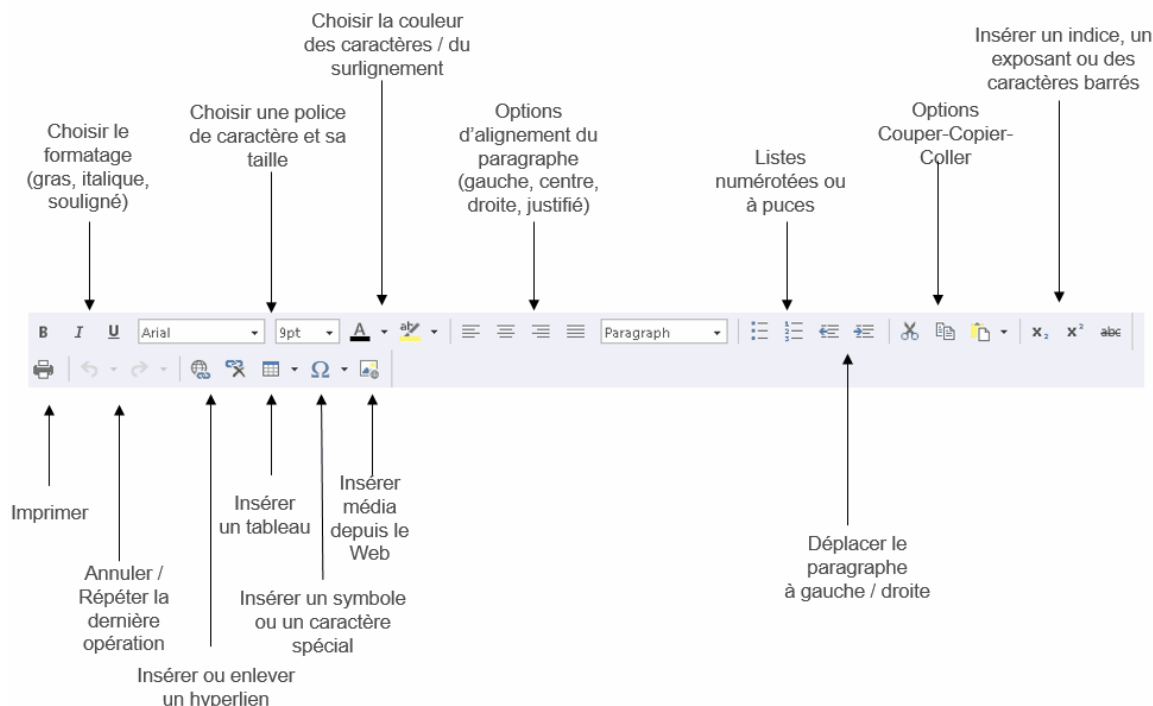 Choisir la couleur
des caractères / du
surlignement
Insérer un indice, un
exposant ou des
caractères barrés
Choisir une police
de caractère et sa
taille
Options
d'alignement du
paragraphe
(gauche, centre,
droite, justifié)
Options
Couper-Copier-
Coller
Choisir le
formatage
(gras, italique,
souligné)
Listes
numérotées ou
à puces
B I U Arial 9pt A aby Paragraph x₂ x² abc
Ω
Imprimer
Annuler /
Répéter la
dernière
opération
Insérer ou enlever
un hyperlien
Insérer
un tableau
Insérer un symbole
ou un caractère
spécial
Insérer
média
depuis le
Web
Déplacer le
paragraphe
à gauche / droite